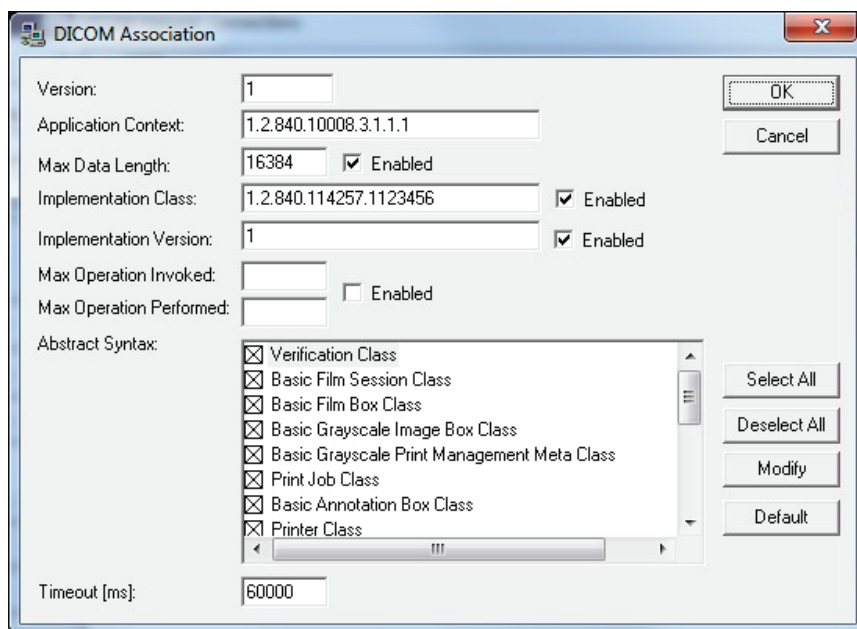 DICOM Association
Version: 1 OK
Application Context: 1.2.840.10008.3.1.1.1 Cancel
Max Data Length: 16384 Enabled
Implementation Class: 1.2.840.114257.1123456 Enabled
Implementation Version: 1 Enabled
Max Operation Invoked:
Enabled
Max Operation Performed:
Abstract Syntax:
Verification Class
Basic Film Session Class
Basic Film Box Class
Basic Grayscale Image Box Class
Basic Grayscale Print Management Meta Class
Print Job Class
Basic Annotation Box Class
Printer Class
Select All
Deselect All
Modify
Default
Timeout [ms]: 60000